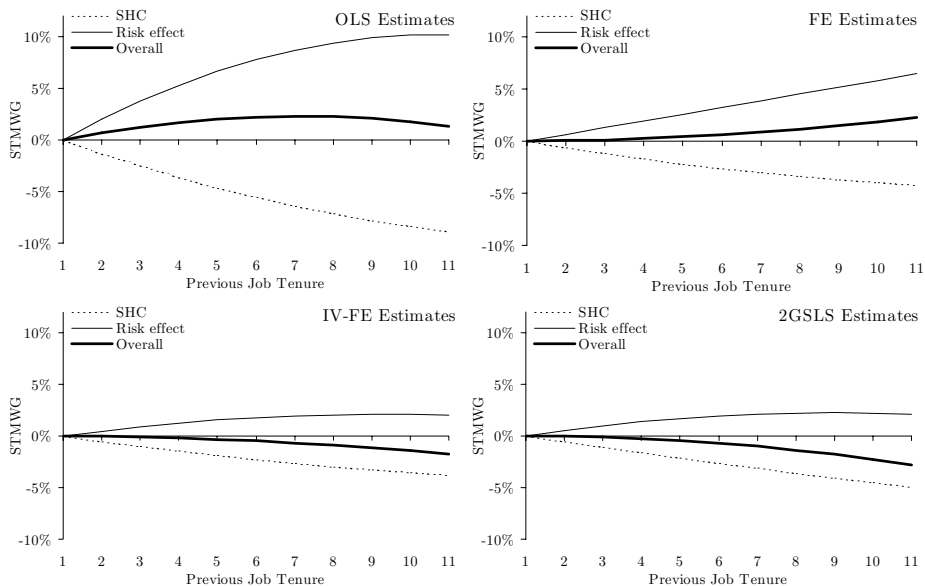 SHC
Risk effect
Overall
OLS Estimates
STMWG
10%
5%
0%
-5%
-10%
1 2 3 4 5 6 7 8 9 10 11
Previous Job Tenure
SHC
Risk effect
Overall
FE Estimates
STMWG
10%
5%
0%
-5%
-10%
1 2 3 4 5 6 7 8 9 10 11
Previous Job Tenure
SHC
Risk effect
Overall
IV-FE Estimates
STMWG
10%
5%
0%
-5%
-10%
1 2 3 4 5 6 7 8 9 10 11
Previous Job Tenure
SHC
Risk effect
Overall
2GSLS Estimates
STMWG
10%
5%
0%
-5%
-10%
1 2 3 4 5 6 7 8 9 10 11
Previous Job Tenure